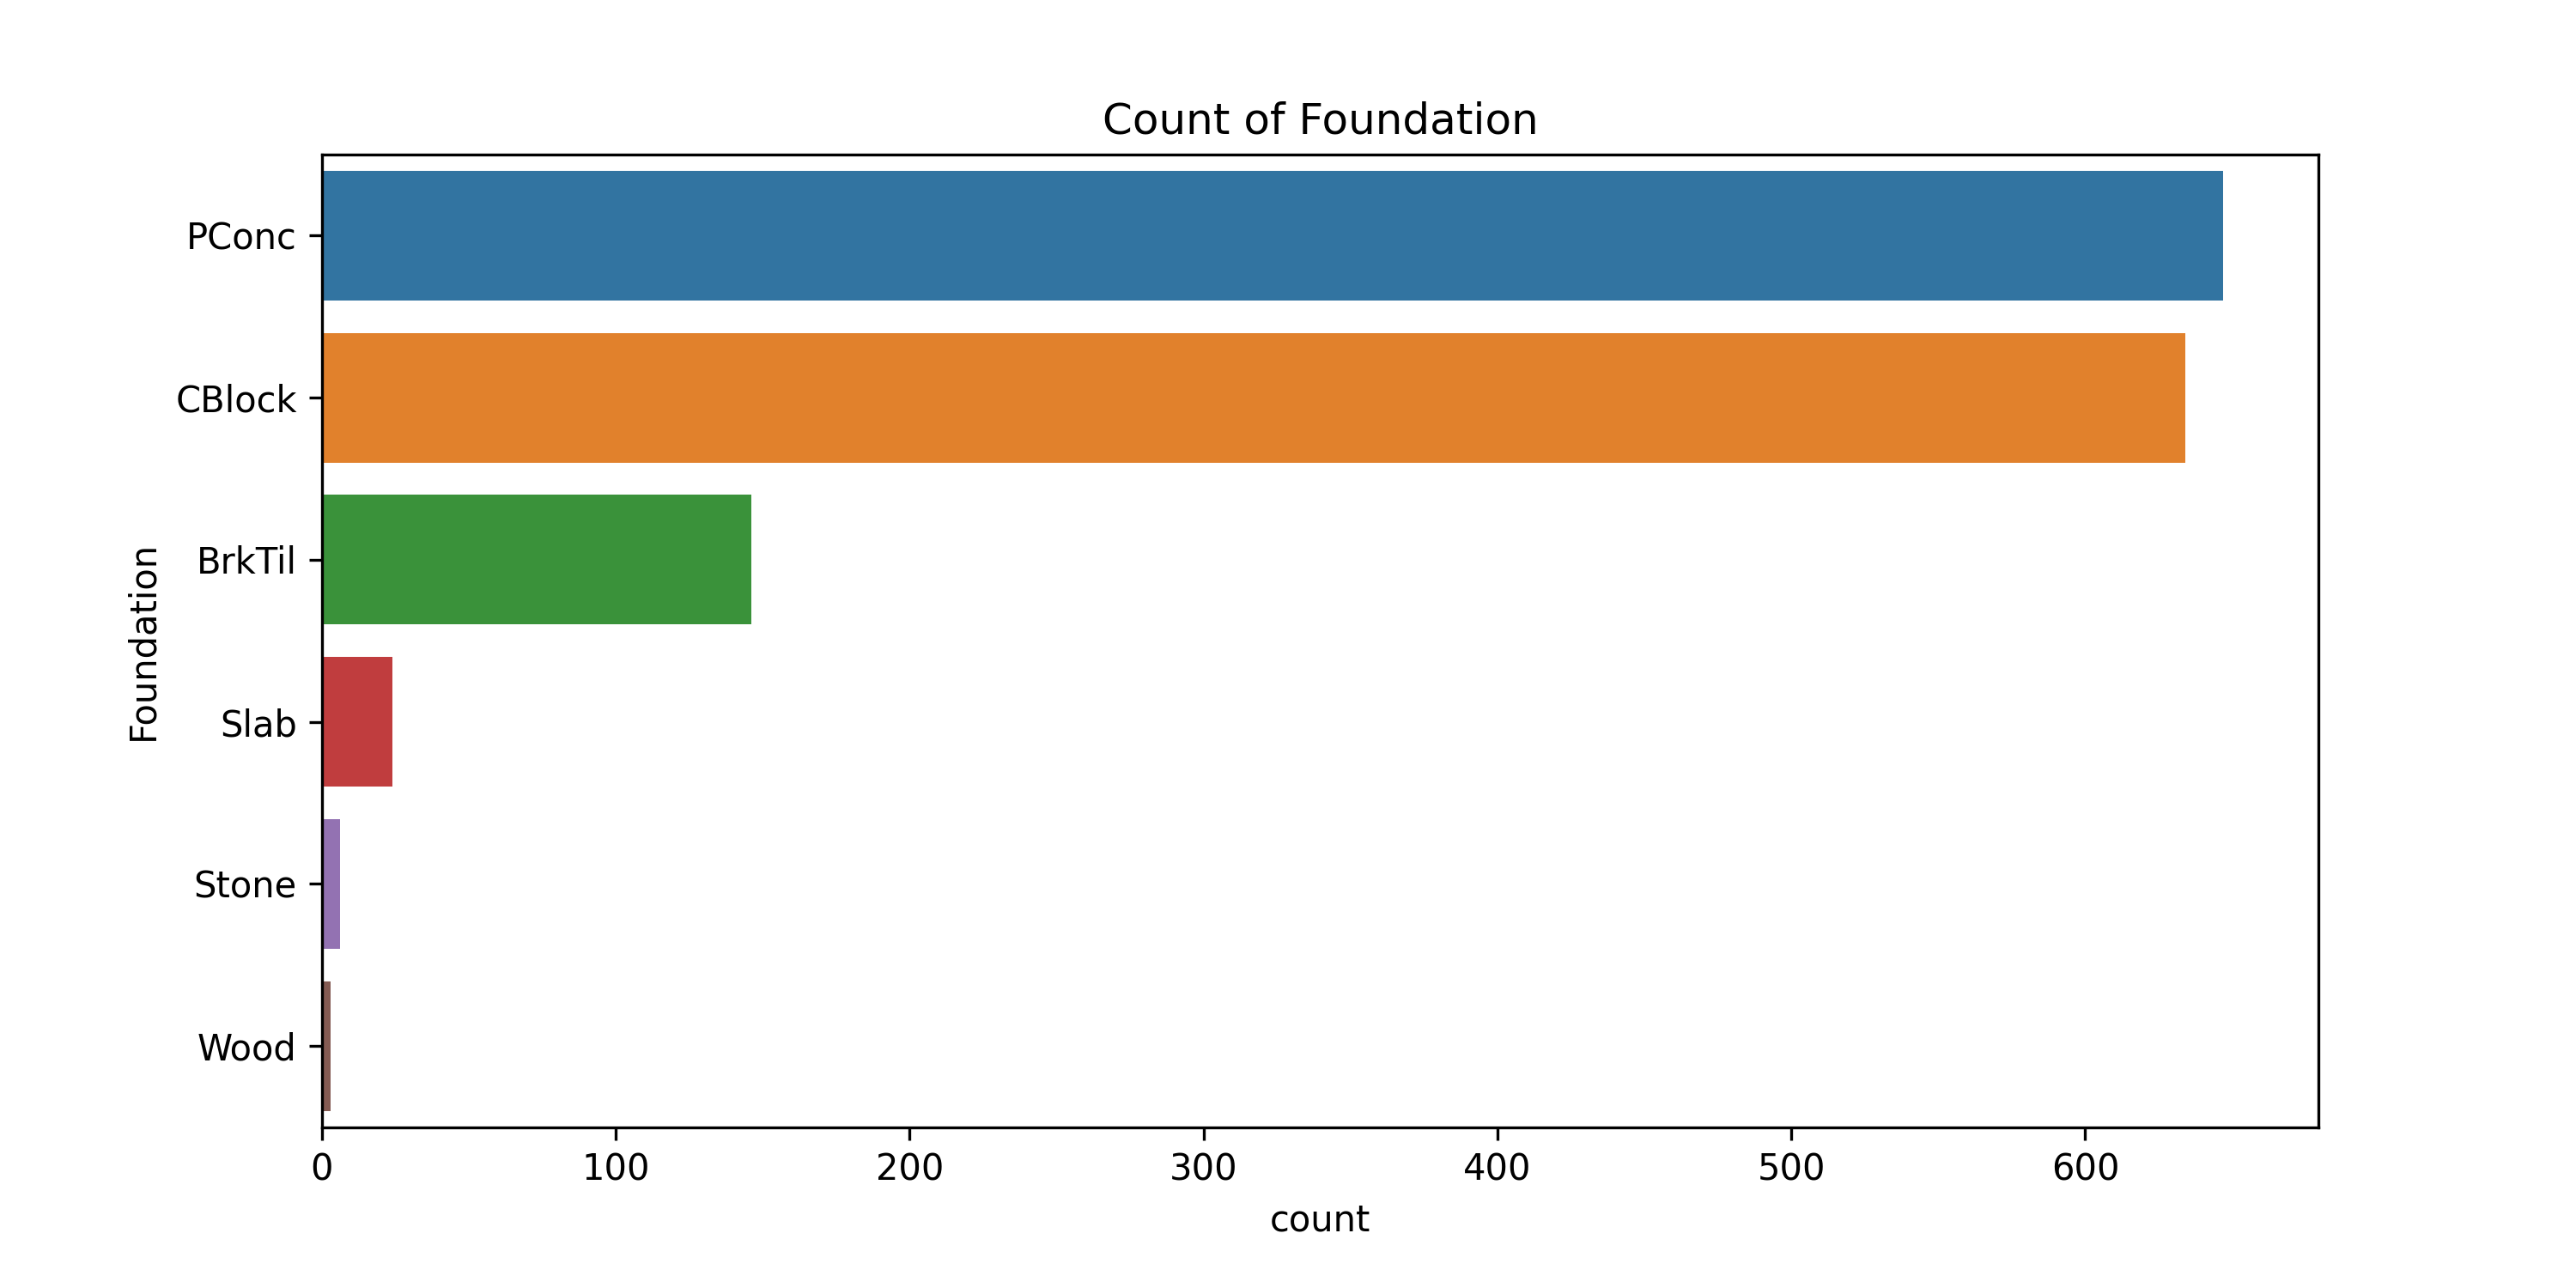 Count of Foundation
PConc
CBlock
BrkTil
Slab
Stone
Wood
Foundation
0 100 200 300 400 500 600
count